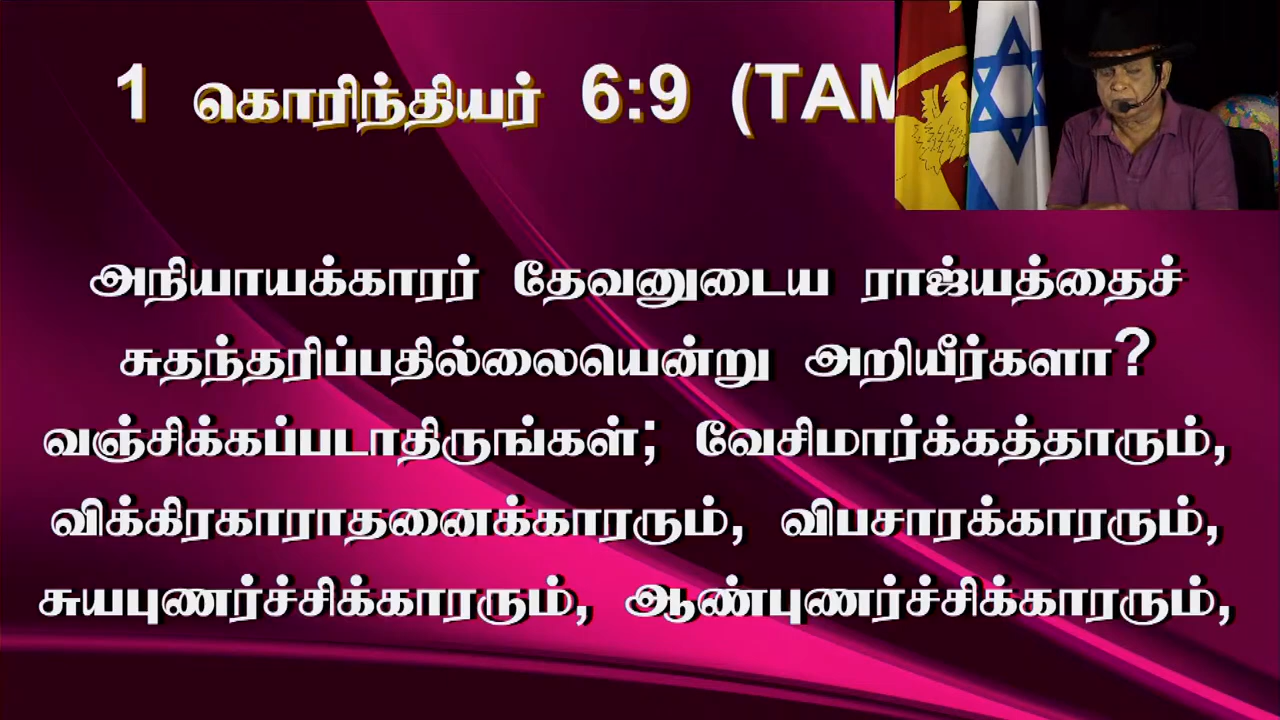 1 கொரிந்தியர் 6:9 (TAM
அநியாயக்காரர் தேவனுடைய ராஜ்யத்தைச்
சுதந்தரிப்பதில்லையென்று அறியீர்களா?
வஞ்சிக்கப்படாதிருங்கள்; வேசிமார்க்கத்தாரும்,
விக்கிரகாராதனைக்காரரும், விபசாரக்காரரும்,
சுயபுணர்ச்சிக்காரரும், ஆண்புணர்ச்சிக்காரரும்,